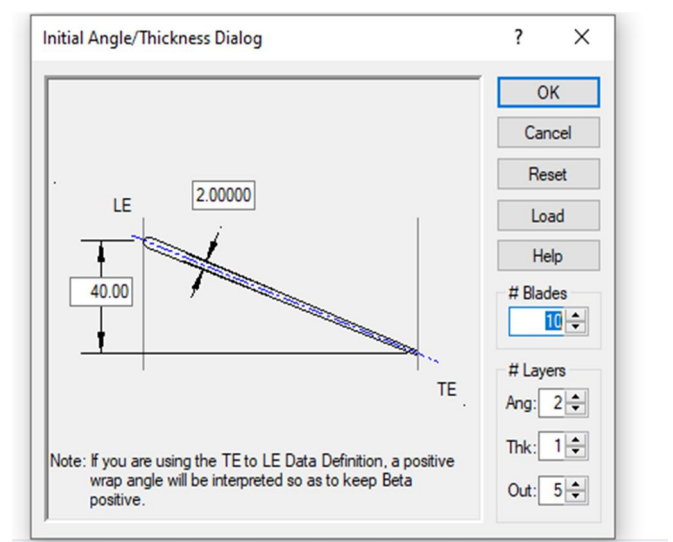 Initial Angle/Thickness Dialog
?
OK
Cancel
Reset
Load
Help
# Blades
10
# Layers
Ang: 2
Thk: 1
Out: 5
2.00000
LE
40.00
TE
Note: If you are using the TE to LE Data Definition, a positive
wrap angle will be interpreted so as to keep Beta
positive.